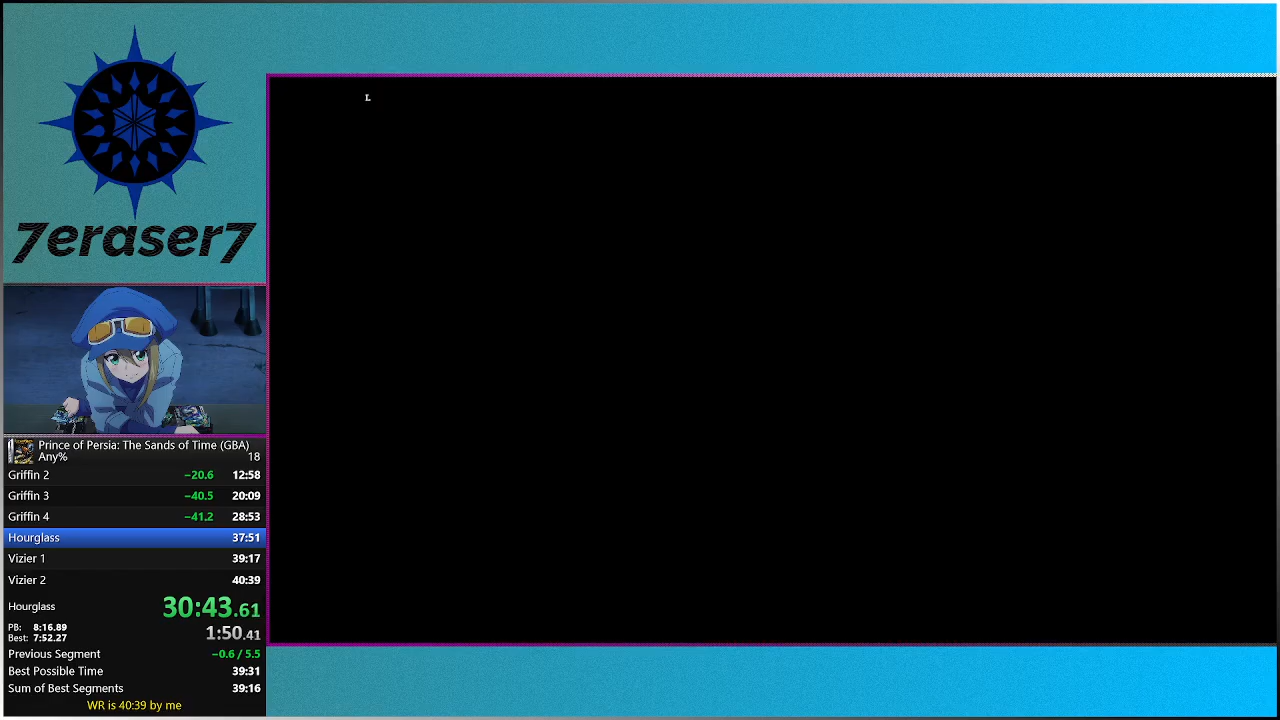 7eraser7
L
Prince of Persia: The Sands of Time (GBA)
Any% 18
Griffin 2 −20.6 12:58
Griffin 3 −40.5 20:09
Griffin 4 −41.2 28:53
Hourglass 37:51
Vizier 1 39:17
Vizier 2 40:39
Hourglass 30:43.61
PB: 8:16.89
Best: 7:52.27 1:50.41
Previous Segment −0.6 / 5.5
Best Possible Time 39:31
Sum of Best Segments 39:16
WR is 40:39 by me